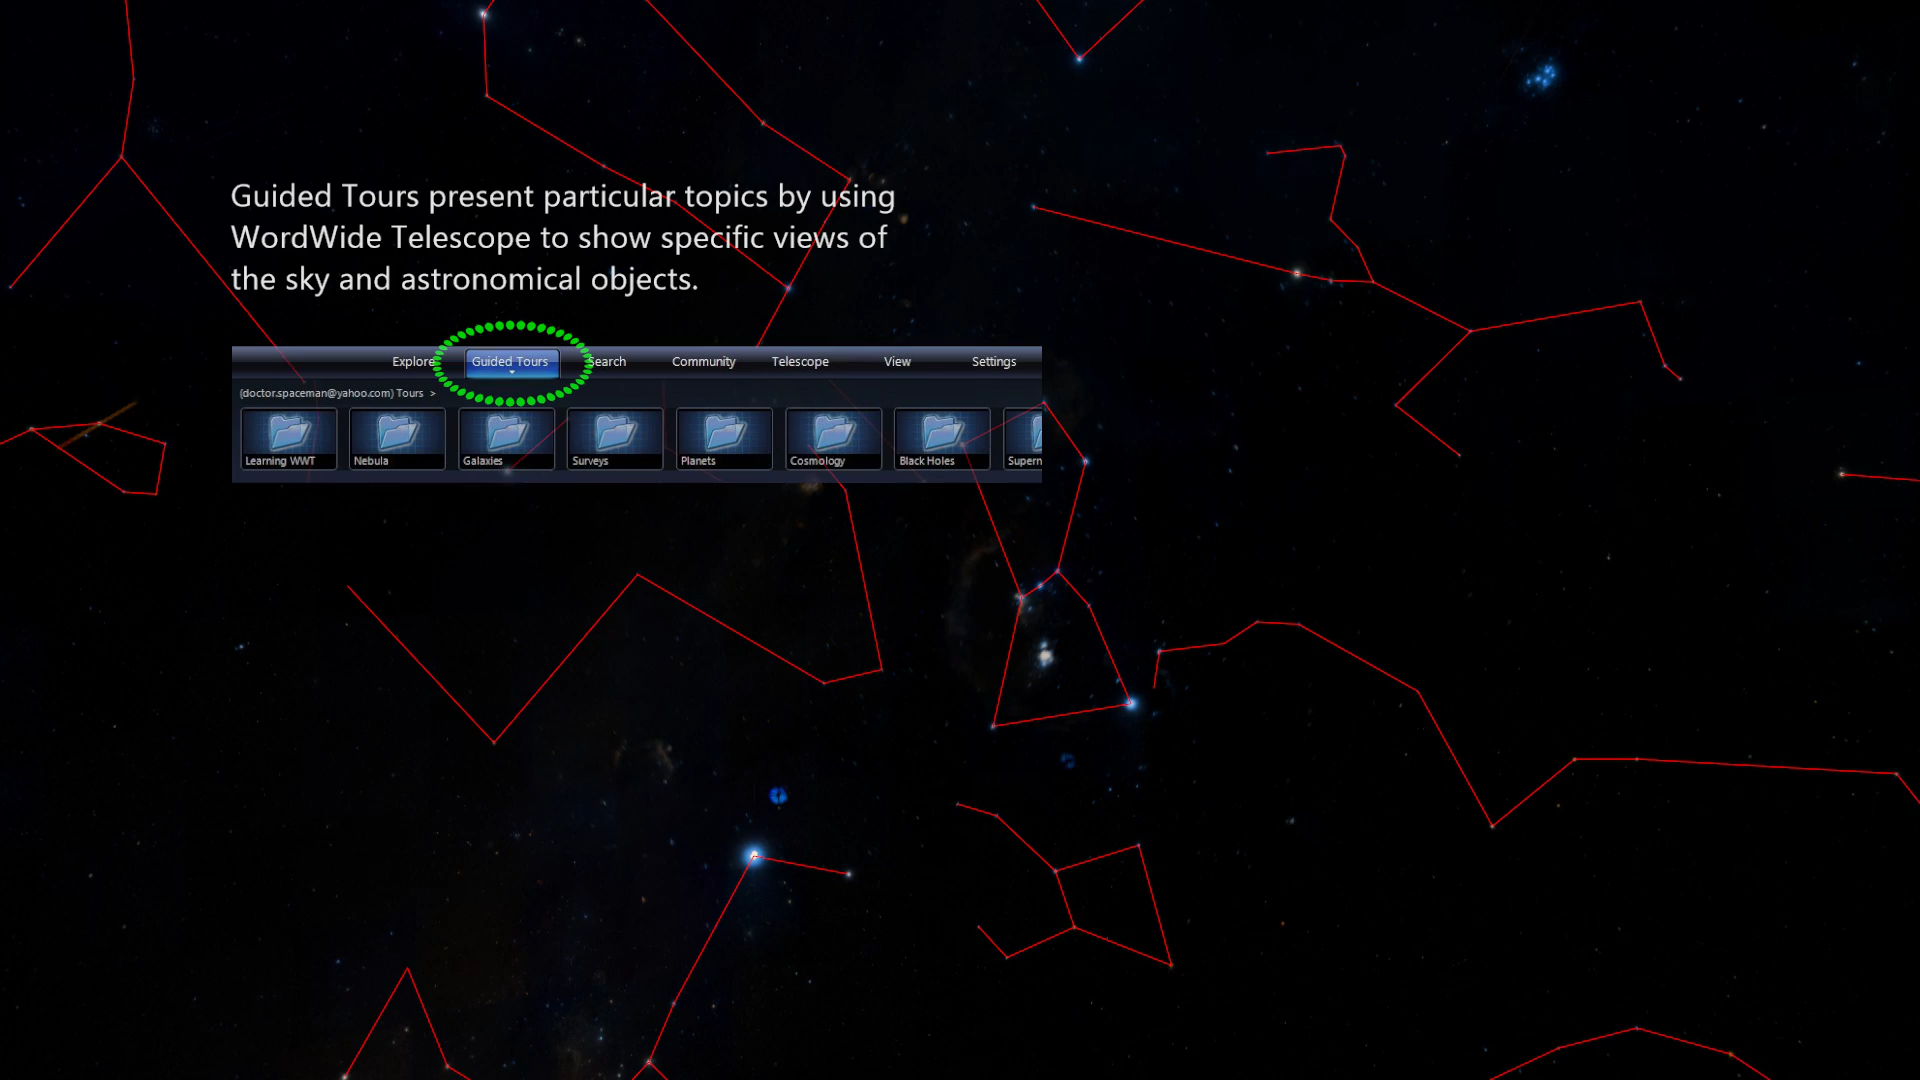 Guided Tours present particular topics by using
WordWide Telescope to show specific views of
the sky and astronomical objects.
Explore Guided Tours Search Community Telescope View Settings
(doctor.spaceman@yahoo.com) Tours >
Learning WWT Nebula Galaxies Surveys Planets Cosmology Black Holes Supern